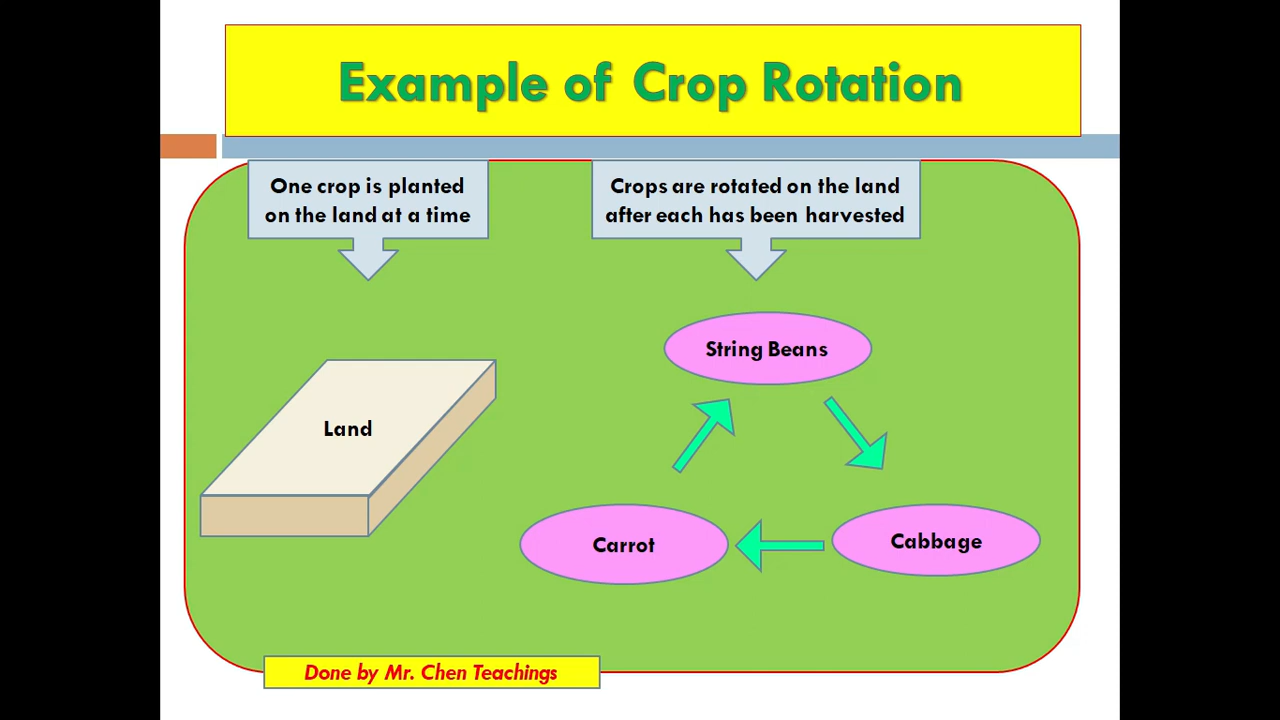 Example of Crop Rotation
One crop is planted
on the land at a time
Crops are rotated on the land
after each has been harvested
String Beans
Land
Carrot
Cabbage
Done by Mr. Chen Teachings